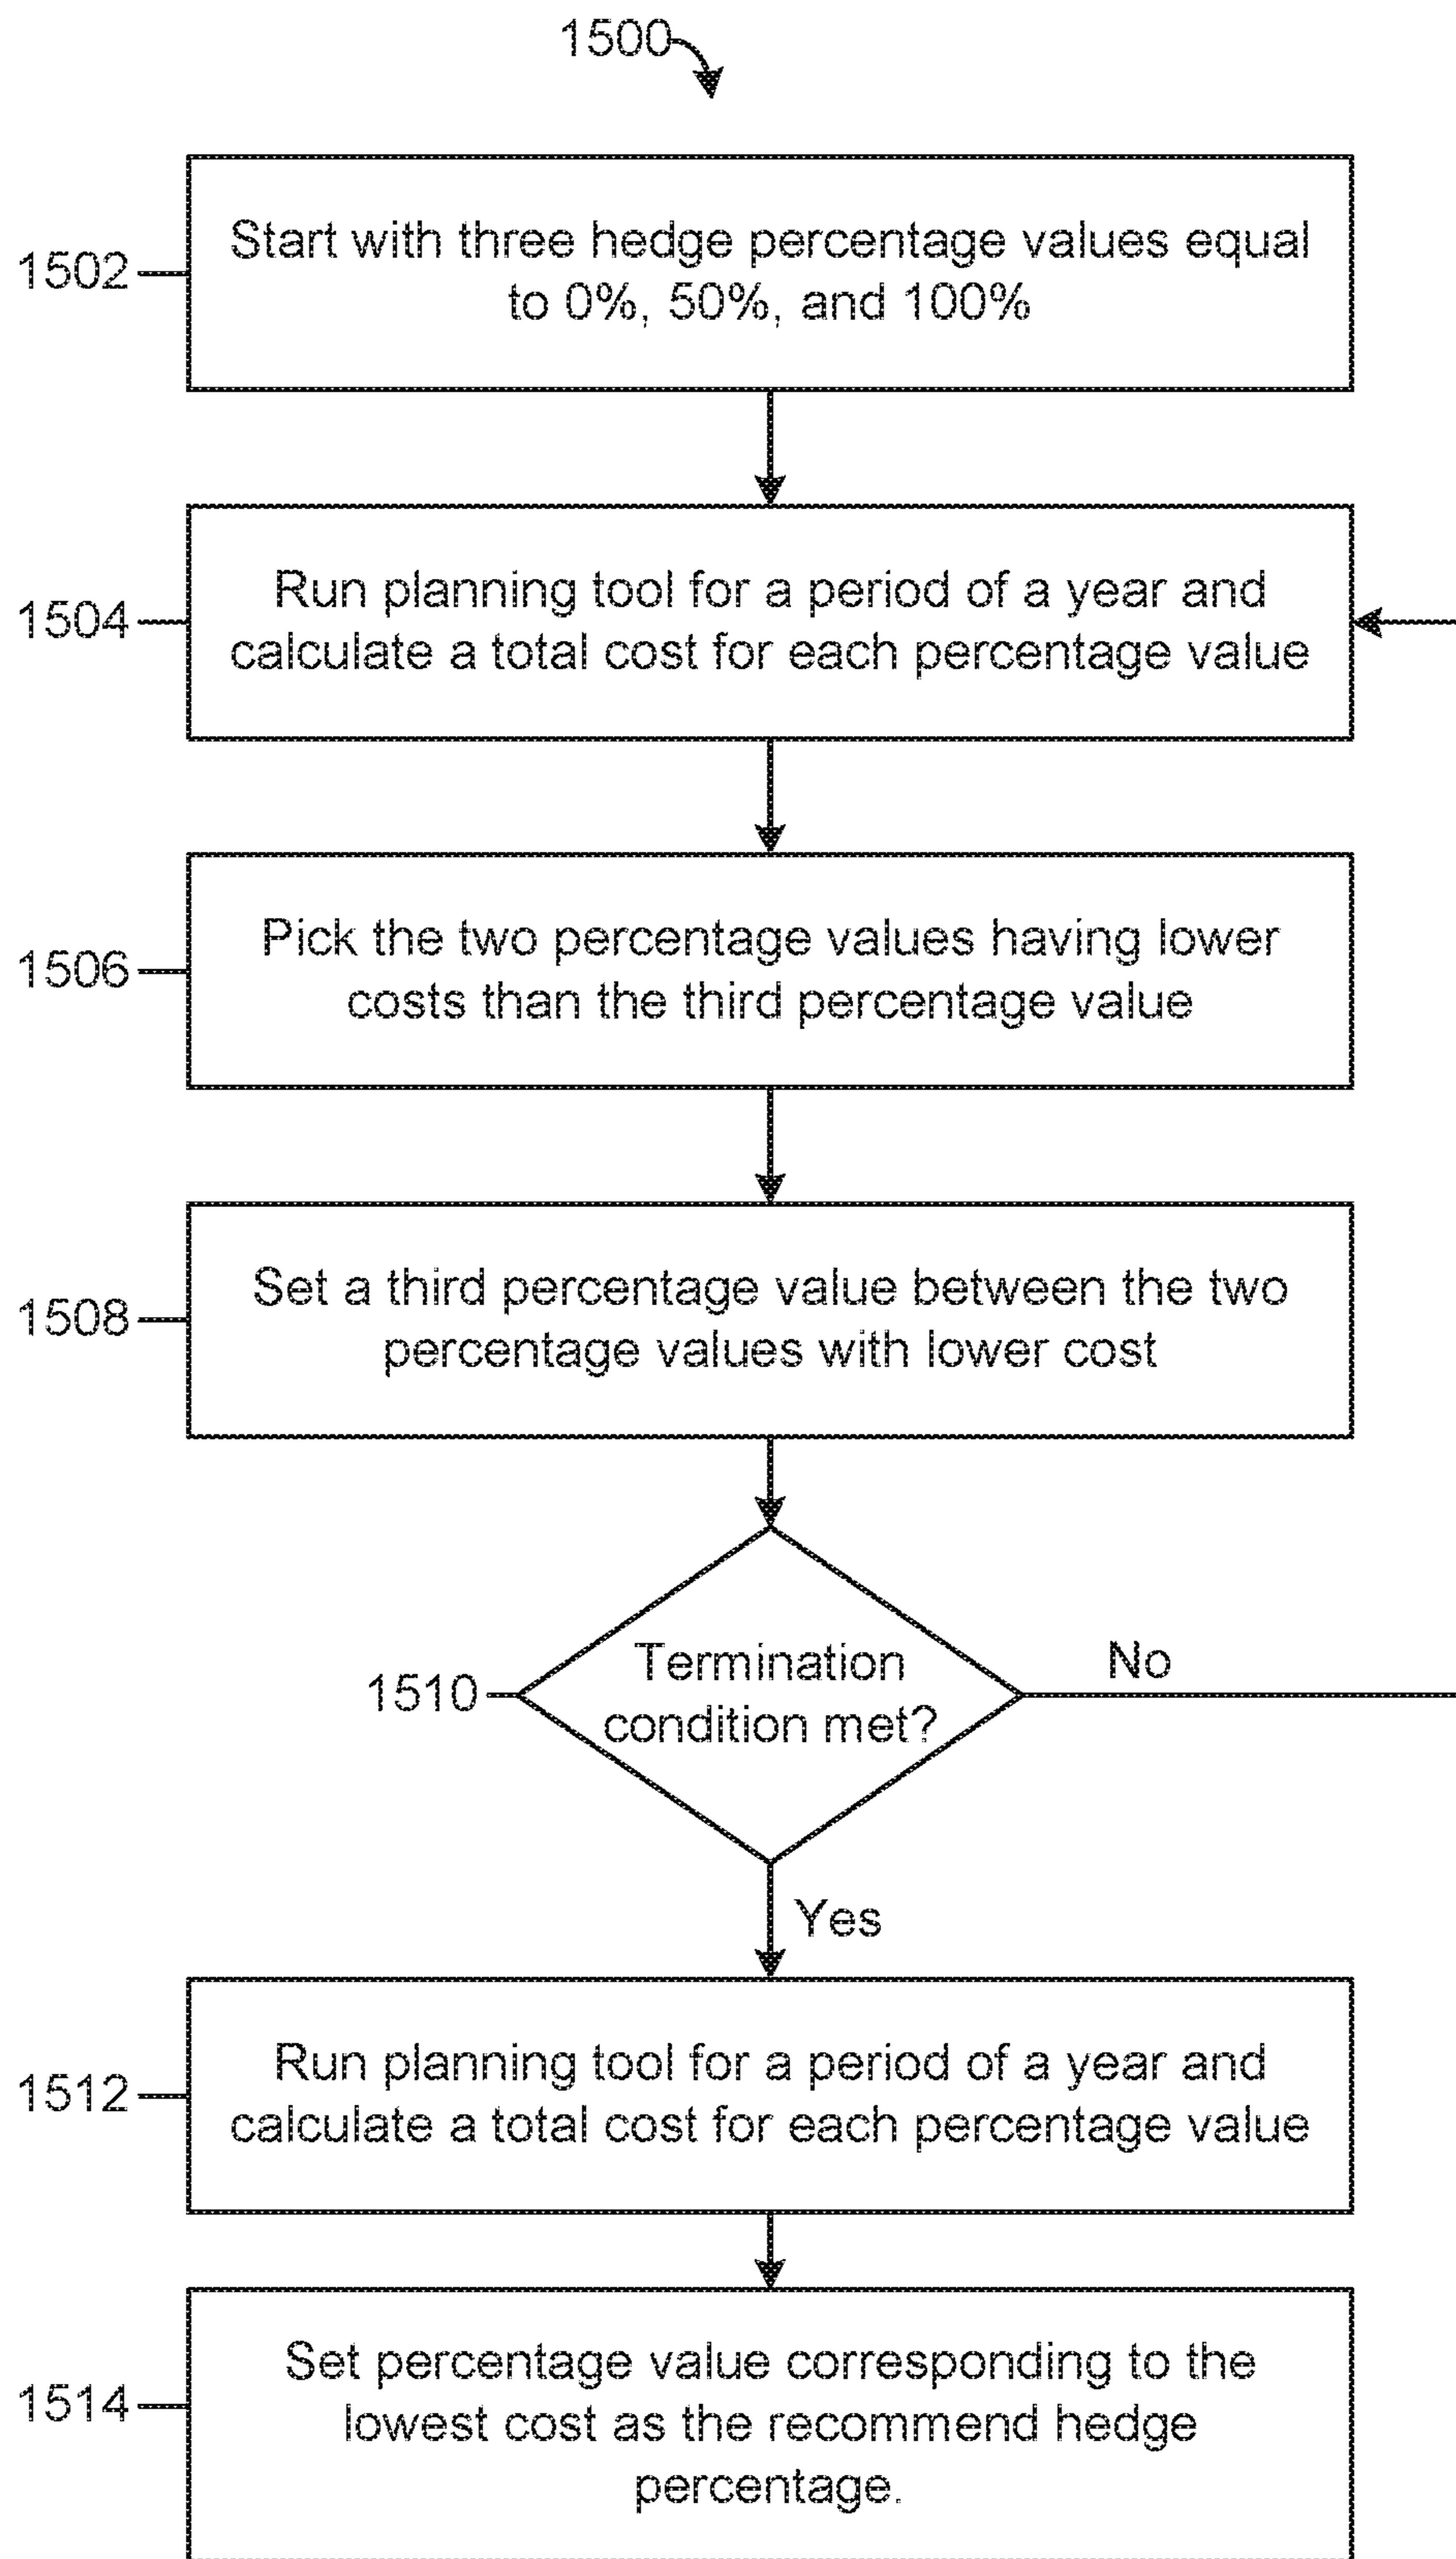 1500
Start with three hedge percentage values equal
to 0%, 50%, and 100%
1502
Run planning tool for a period of a year and
calculate a total cost for each percentage value
1504
Pick the two percentage values having lower
costs than the third percentage value
1506
Set a third percentage value between the two
percentage values with lower cost
1508
Termination
condition met?
1510
No
Yes
Run planning tool for a period of a year and
calculate a total cost for each percentage value
1512
Set percentage value corresponding to the
lowest cost as the recommend hedge
percentage.
1514